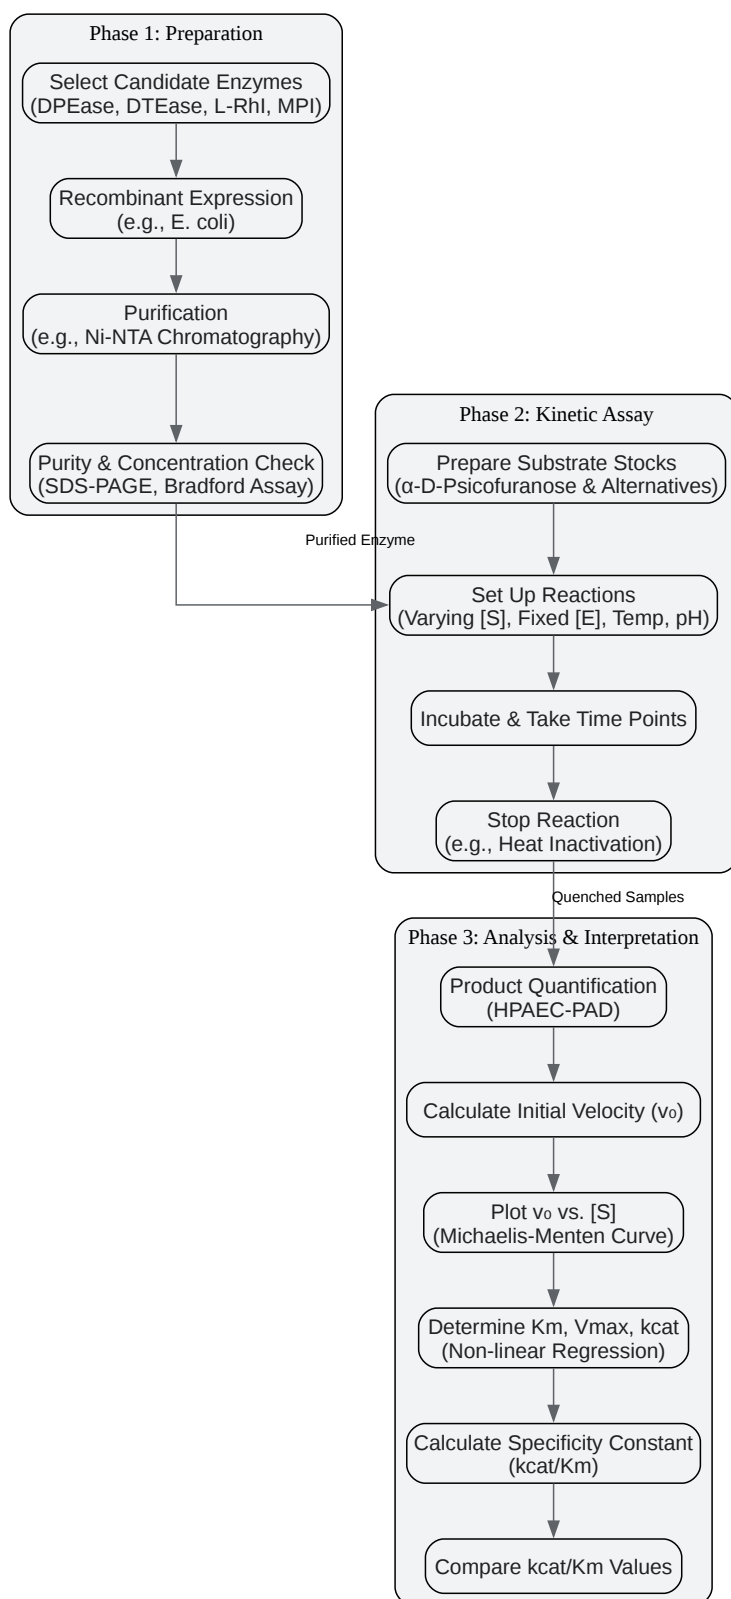 Phase 1: Preparation
Select Candidate Enzymes
(DPEase, DTEase, L-RhI, MPI)
Recombinant Expression
(e.g., E. coli)
Purification
(e.g., Ni-NTA Chromatography)
Purity & Concentration Check
(SDS-PAGE, Bradford Assay)
Purified Enzyme
Phase 2: Kinetic Assay
Prepare Substrate Stocks
(α-D-Psicofuranose & Alternatives)
Set Up Reactions
(Varying [S], Fixed [E], Temp, pH)
Incubate & Take Time Points
Stop Reaction
(e.g., Heat Inactivation)
Quenched Samples
Phase 3: Analysis & Interpretation
Product Quantification
(HPAEC-PAD)
Calculate Initial Velocity (v₀)
Plot v₀ vs. [S]
(Michaelis-Menten Curve)
Determine Km, Vmax, kcat
(Non-linear Regression)
Calculate Specificity Constant
(kcat/Km)
Compare kcat/Km Values